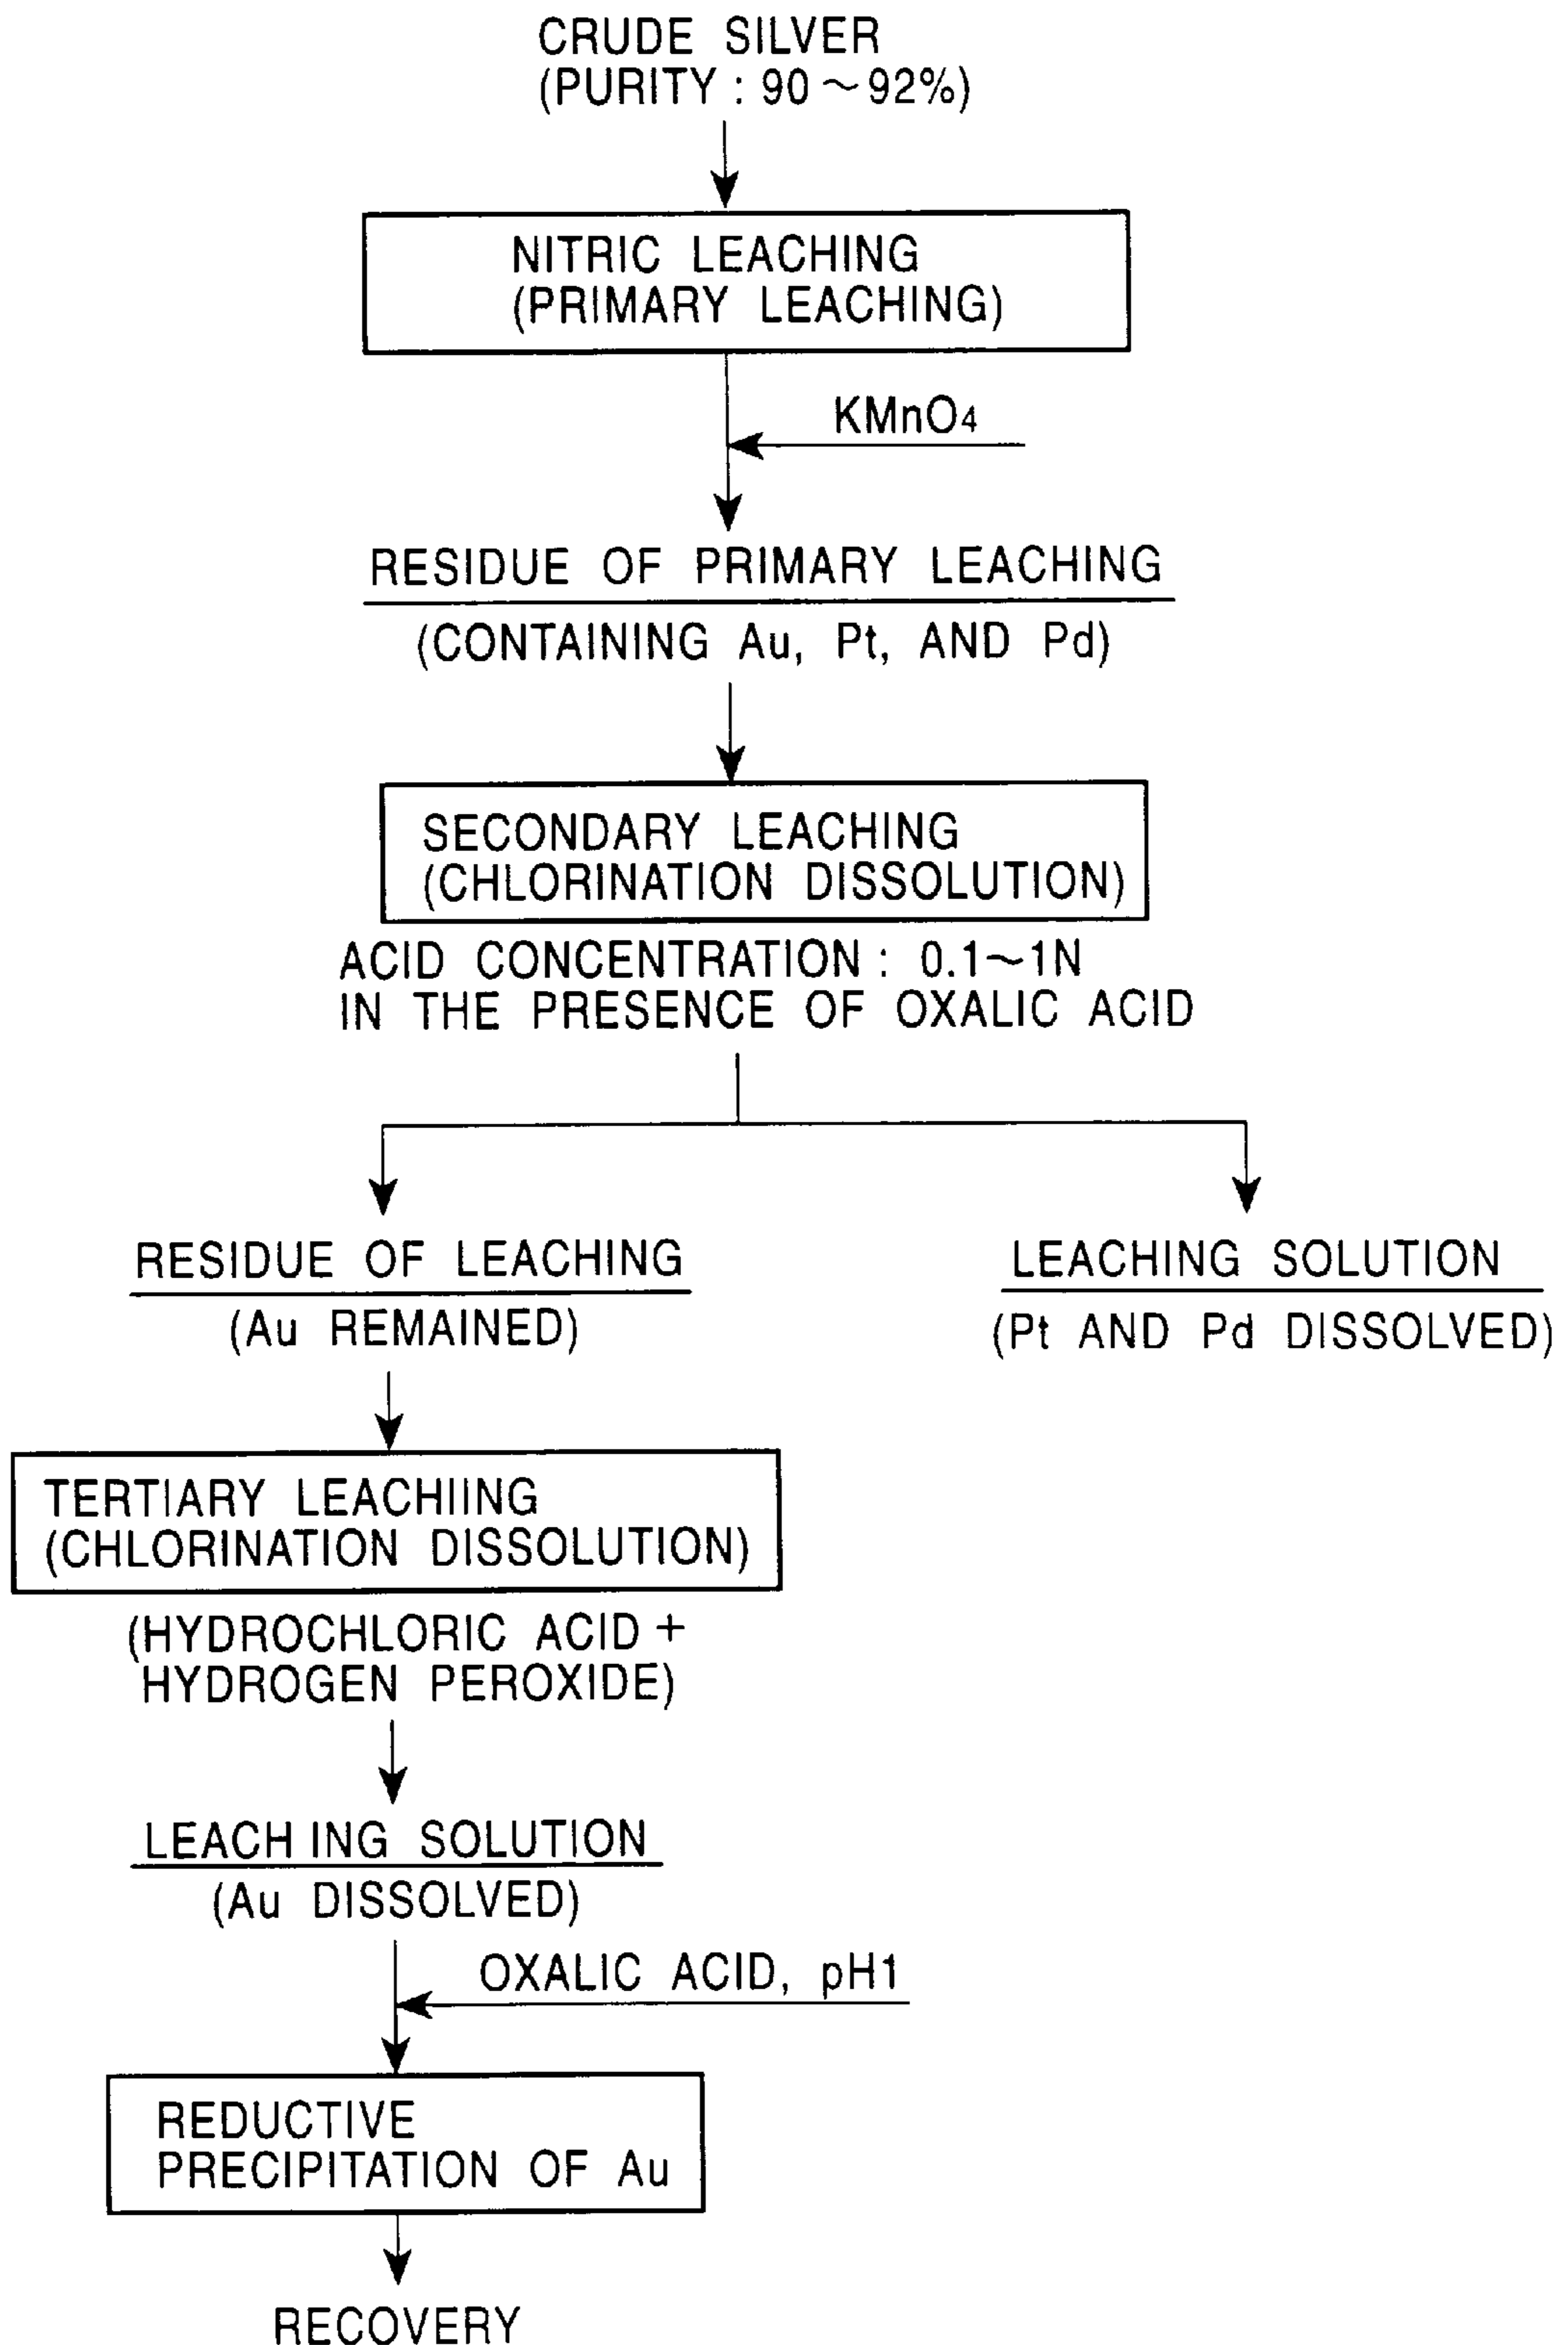 CRUDE SILVER
(PURITY : 90～92%)
NITRIC LEACHING
(PRIMARY LEACHING)
KMnO4
RESIDUE OF PRIMARY LEACHING
(CONTAINING Au, Pt, AND Pd)
SECONDARY LEACHING
(CHLORINATION DISSOLUTION)
ACID CONCENTRATION : 0.1～1N
IN THE PRESENCE OF OXALIC ACID
RESIDUE OF LEACHING
(Au REMAINED)
LEACHING SOLUTION
(Pt AND Pd DISSOLVED)
TERTIARY LEACHIING
(CHLORINATION DISSOLUTION)
(HYDROCHLORIC ACID +
HYDROGEN PEROXIDE)
LEACHING SOLUTION
(Au DISSOLVED)
OXALIC ACID, pH1
REDUCTIVE
PRECIPITATION OF Au
RECOVERY